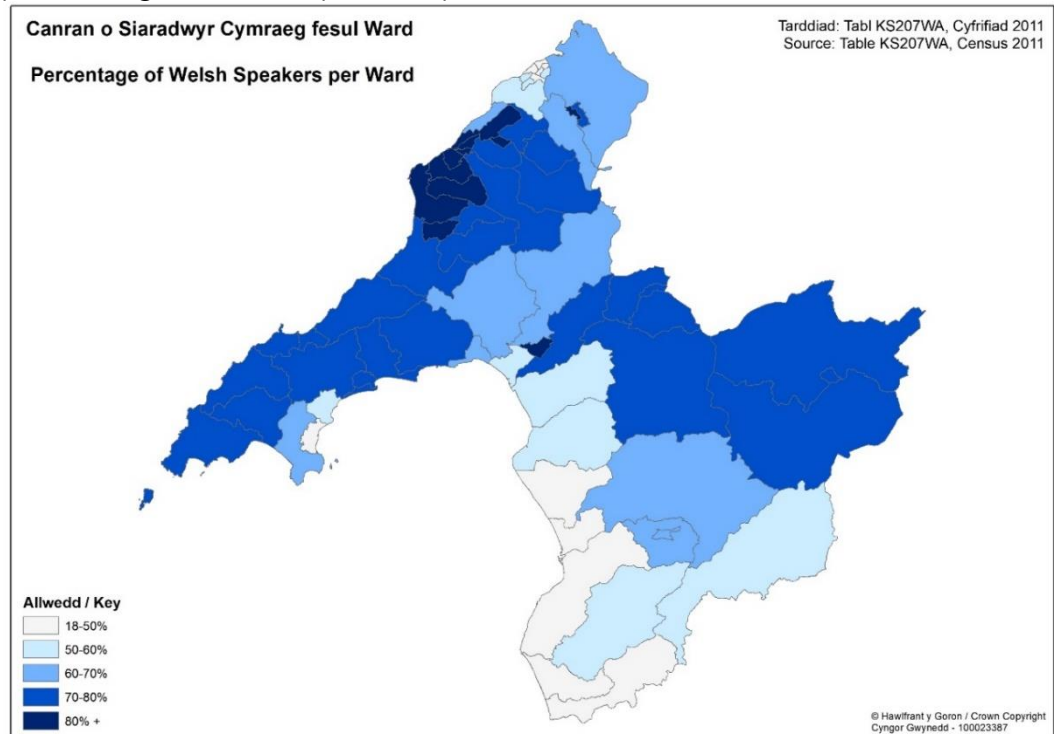 Canran o Siaradwyr Cymraeg fesul Ward
Percentage of Welsh Speakers per Ward
Tarddiad: Tabl KS207WA, Cyfrifiad 2011
Source: Table KS207WA, Census 2011
Allwedd / Key
18-50%
50-60%
60-70%
70-80%
80% +
© Hawlfraint y Goron / Crown Copyright
Cyngor Gwynedd - 100023387